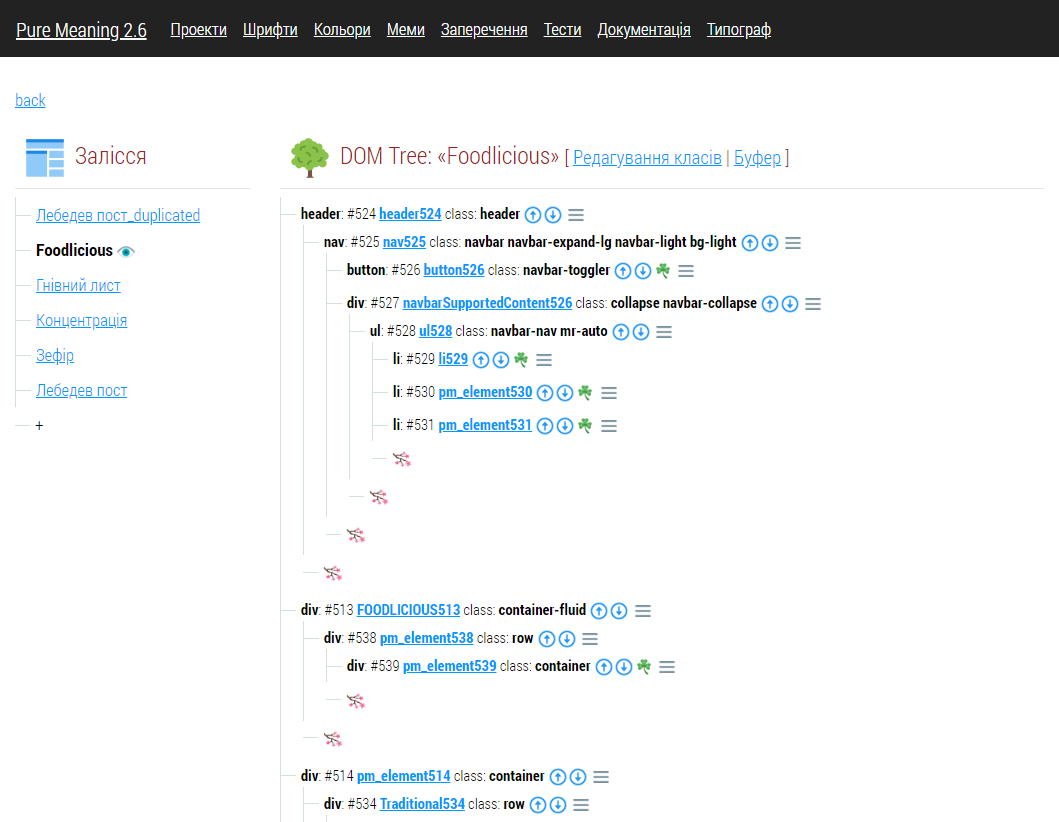 Pure Meaning 2.6 Проекти Шрифти Кольори Меми Заперечення Тести Документація Типограф
back
Залісся
Лебедев пост_duplicated
Foodlicious
Гнівний лист
Концентрація
Зефір
Лебедев пост
+
DOM Tree: «Foodlicious» [ Редагування класів | Буфер ]
header: #524 header524 class: header
nav: #525 nav525 class: navbar navbar-expand-lg navbar-light bg-light
button: #526 button526 class: navbar-toggler
div: #527 navbarSupportedContent526 class: collapse navbar-collapse
ul: #528 ul528 class: navbar-nav mr-auto
li: #529 li529
li: #530 pm_element530
li: #531 pm_element531
div: #513 FOODLICIOUS513 class: container-fluid
div: #538 pm_element538 class: row
div: #539 pm_element539 class: container
div: #514 pm_element514 class: container
div: #534 Traditional534 class: row